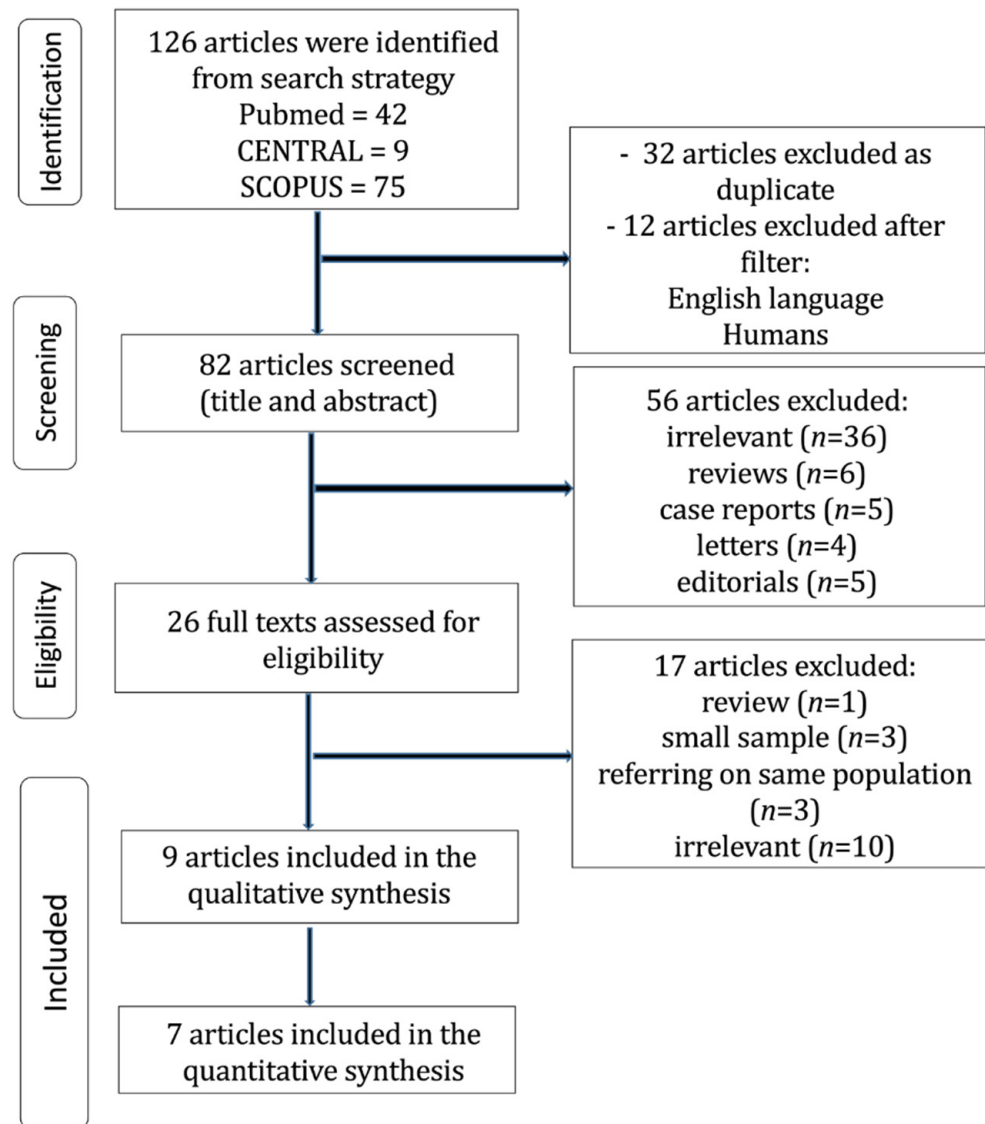 Identification
126 articles were identified
from search strategy
Pubmed = 42
CENTRAL = 9
SCOPUS = 75
- 32 articles excluded as
duplicate
- 12 articles excluded after
filter:
English language
Humans
Screening
82 articles screened
(title and abstract)
56 articles excluded:
irrelevant (n=36)
reviews (n=6)
case reports (n=5)
letters (n=4)
editorials (n=5)
Eligibility
26 full texts assessed for
eligibility
17 articles excluded:
review (n=1)
small sample (n=3)
referring on same population
(n=3)
irrelevant (n=10)
Included
9 articles included in the
qualitative synthesis
7 articles included in the
quantitative synthesis